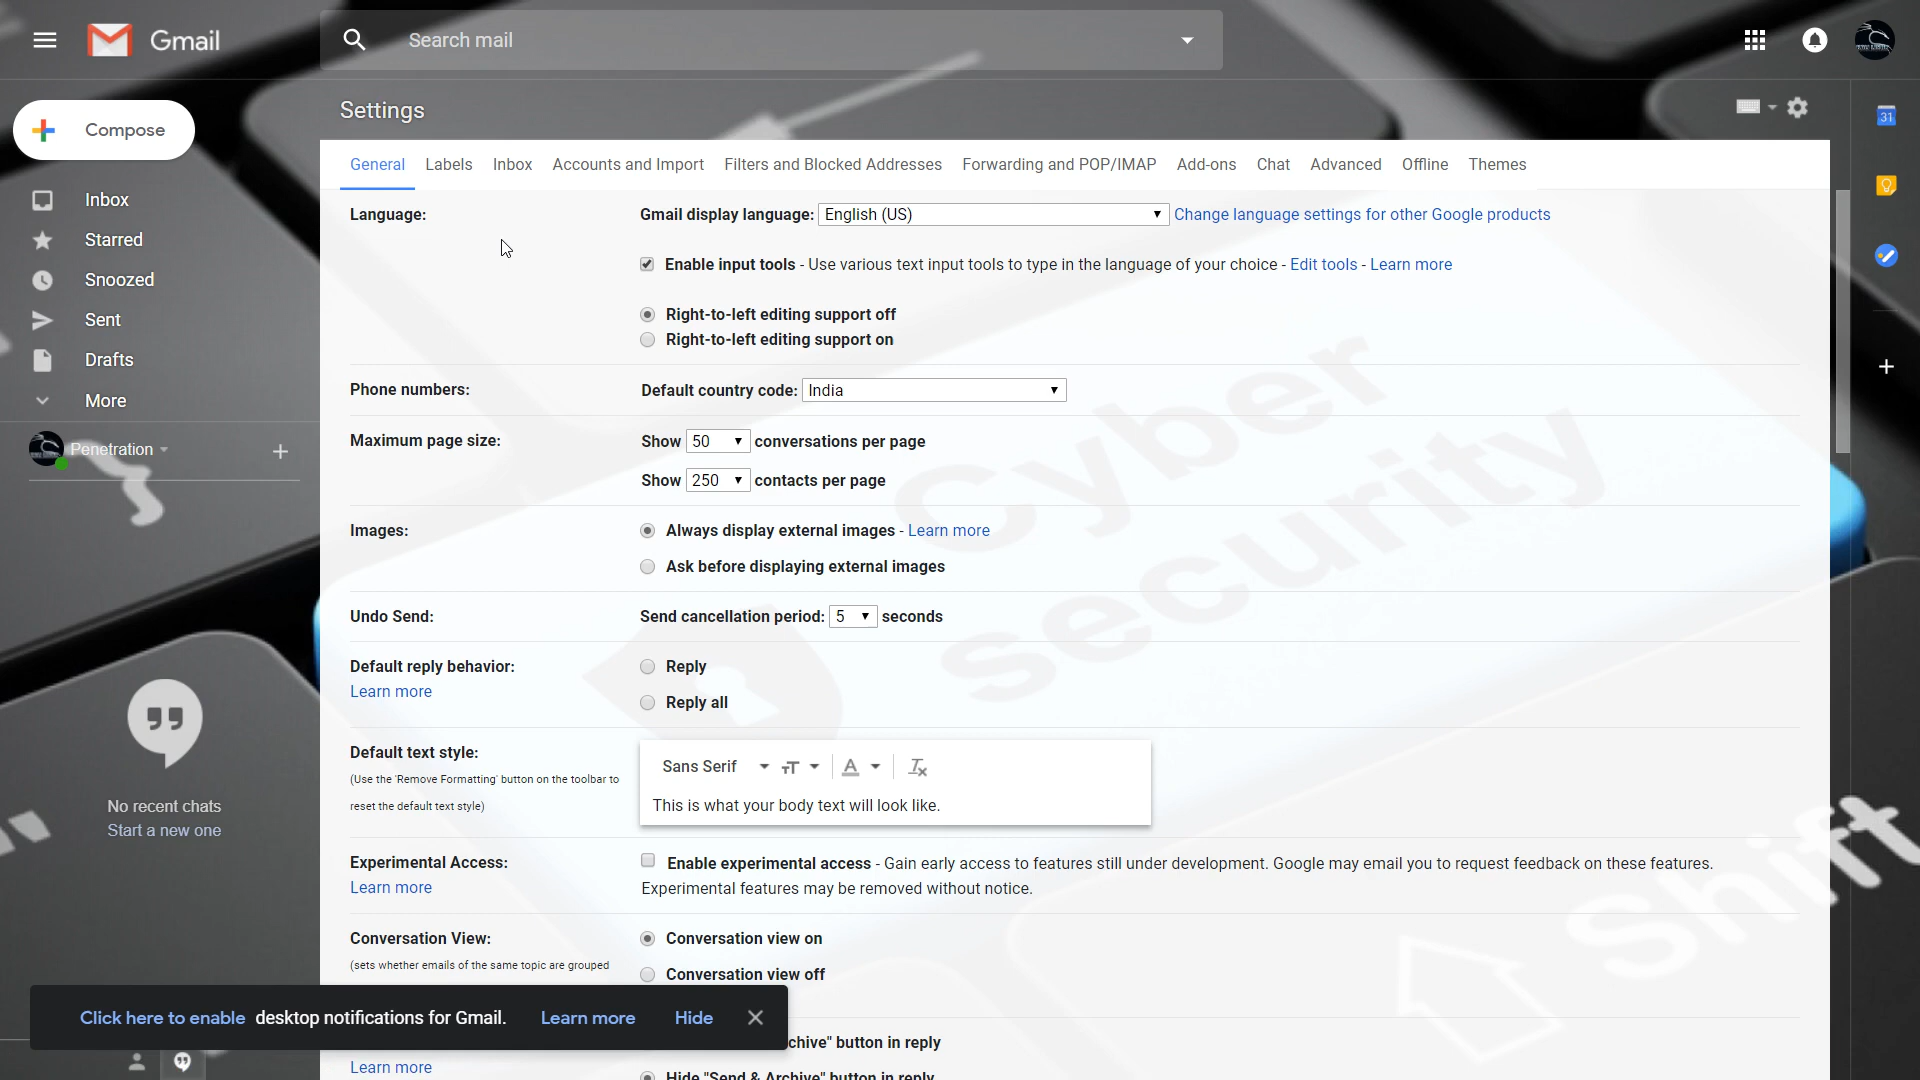 Gmail
Search mail
Compose
Settings
General Labels Inbox Accounts and Import Filters and Blocked Addresses Forwarding and POP/IMAP Add-ons Chat Advanced Offline Themes
31
Inbox
Starred
Snoozed
Sent
Drafts
More
Penetration
No recent chats
Start a new one
Language:
Gmail display language: English (US) Change language settings for other Google products
Enable input tools - Use various text input tools to type in the language of your choice - Edit tools - Learn more
Right-to-left editing support off
Right-to-left editing support on
Phone numbers:
Default country code: India
Maximum page size:
Show 50 conversations per page
Show 250 contacts per page
Images:
Always display external images - Learn more
Ask before displaying external images
Undo Send:
Send cancellation period: 5 seconds
Default reply behavior:
Learn more
Reply
Reply all
Default text style:
(Use the 'Remove Formatting' button on the toolbar to
reset the default text style)
Sans Serif
This is what your body text will look like.
Experimental Access:
Learn more
Enable experimental access - Gain early access to features still under development. Google may email you to request feedback on these features.
Experimental features may be removed without notice.
Conversation View:
(sets whether emails of the same topic are grouped
Conversation view on
Conversation view off
Click here to enable desktop notifications for Gmail. Learn more Hide
chive" button in reply
Learn more
Hide "Send & Archive" button in reply
Cyber
security
Shift